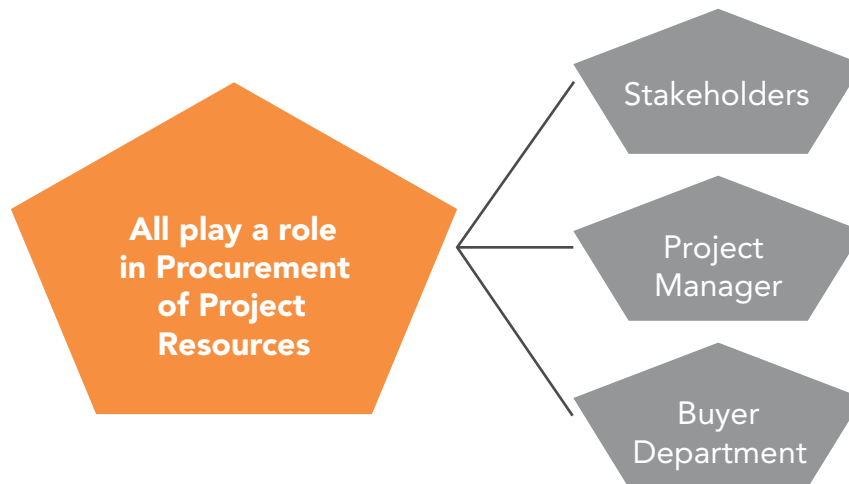 All play a role
in Procurement
of Project
Resources
Stakeholders
Project
Manager
Buyer
Department